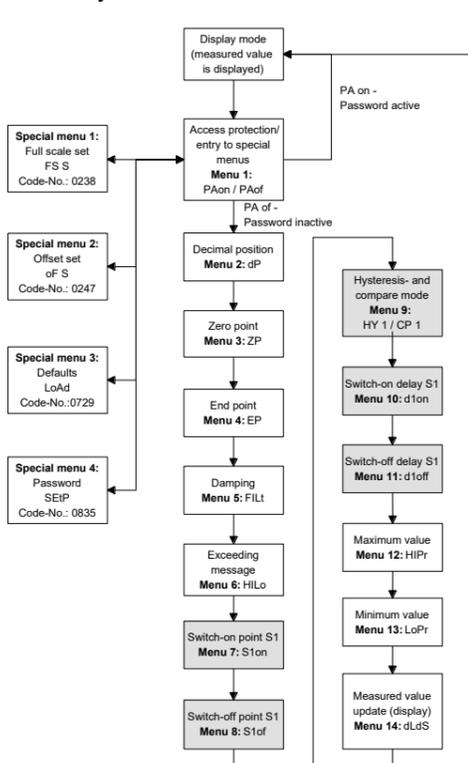 Display mode
(measured value
is displayed)
PA on -
Password active
Access protection/
entry to special
menus
Menu 1:
PAon / PAof
PA of -
Password inactive
Special menu 1:
Full scale set
FS S
Code-No.: 0238
Special menu 2:
Offset set
oF S
Code-No.: 0247
Special menu 3:
Defaults
LoAd
Code-No.:0729
Special menu 4:
Password
SEtP
Code-No.: 0835
Decimal position
Menu 2: dP
Zero point
Menu 3: ZP
End point
Menu 4: EP
Damping
Menu 5: FILt
Exceeding
message
Menu 6: HILo
Switch-on point S1
Menu 7: S1on
Switch-off point S1
Menu 8: S1of
Hysteresis- and
compare mode
Menu 9:
HY 1 / CP 1
Switch-on delay S1
Menu 10: d1on
Switch-off delay S1
Menu 11: d1off
Maximum value
Menu 12: HIPr
Minimum value
Menu 13: LoPr
Measured value
update (display)
Menu 14: dLdS